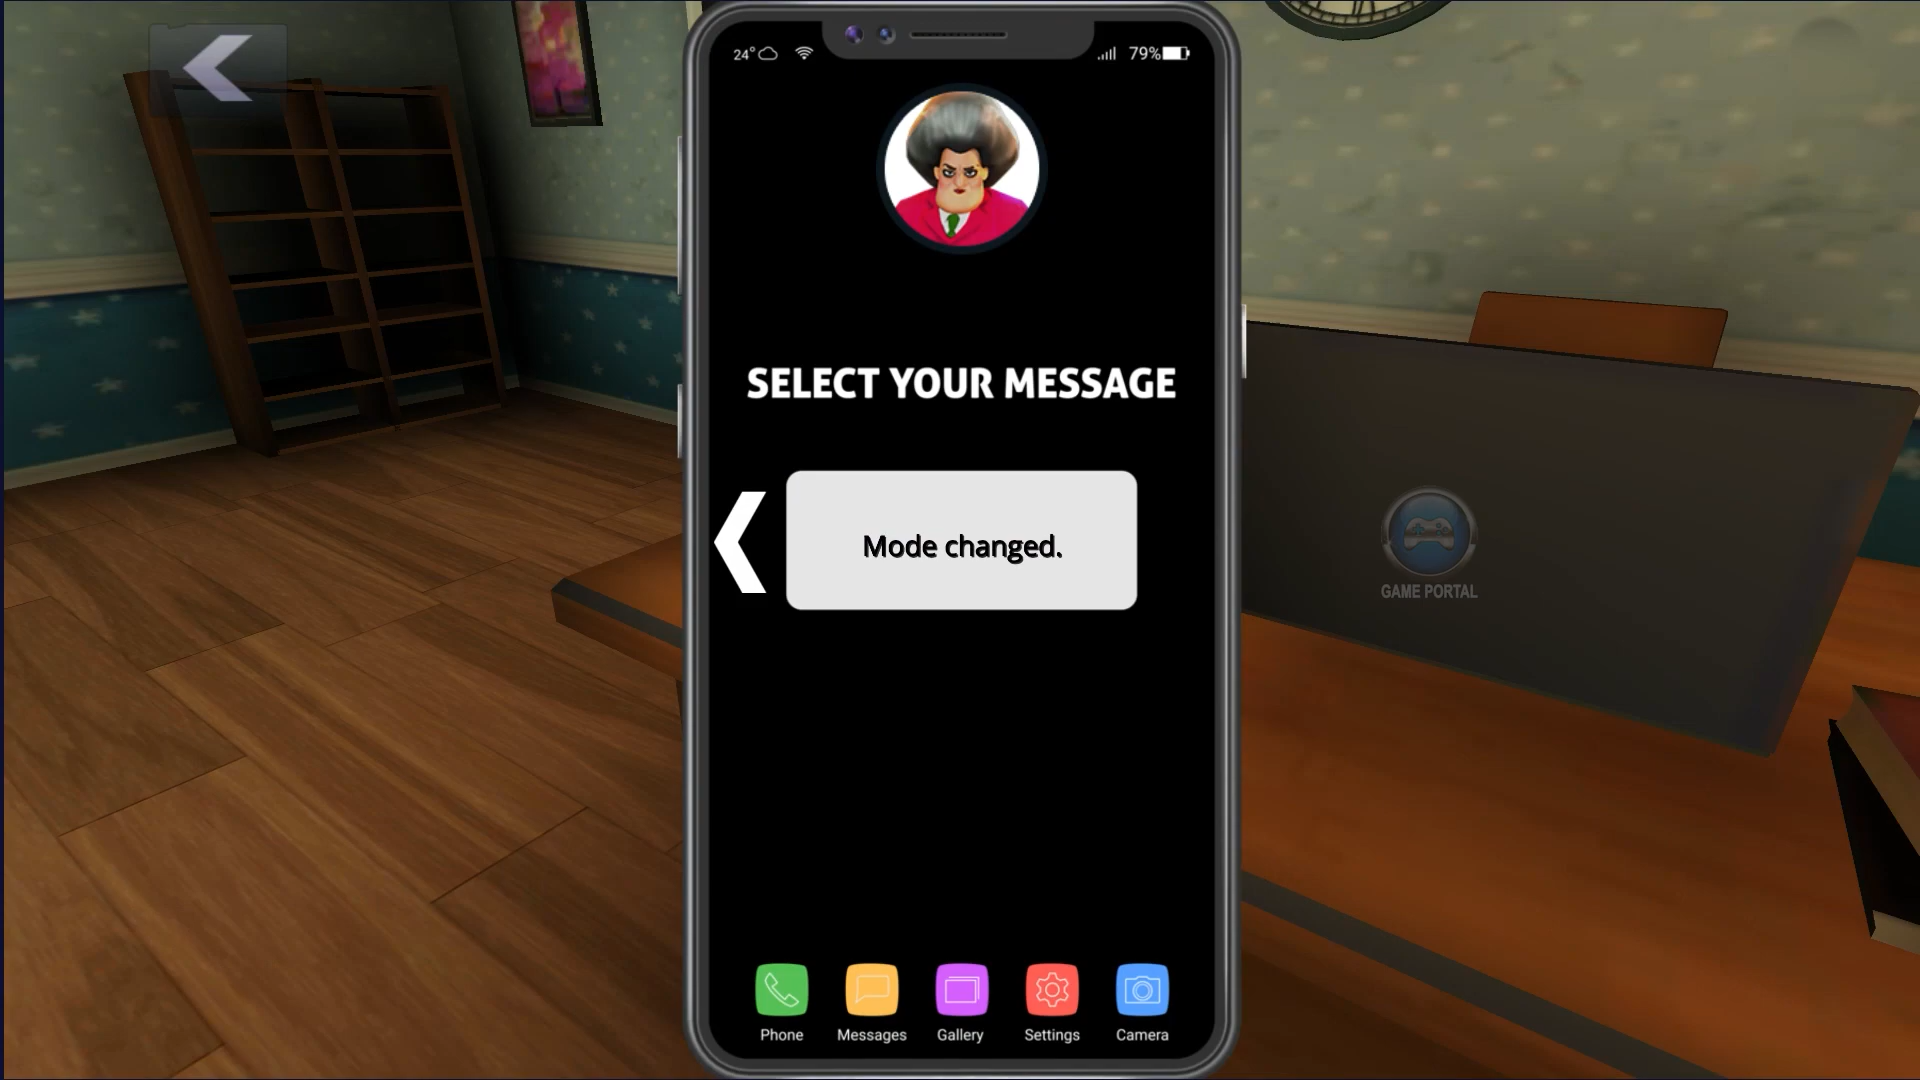 24°
79%
SELECT YOUR MESSAGE
Mode changed.
GAME PORTAL
Phone
Messages
Gallery
Settings
Camera